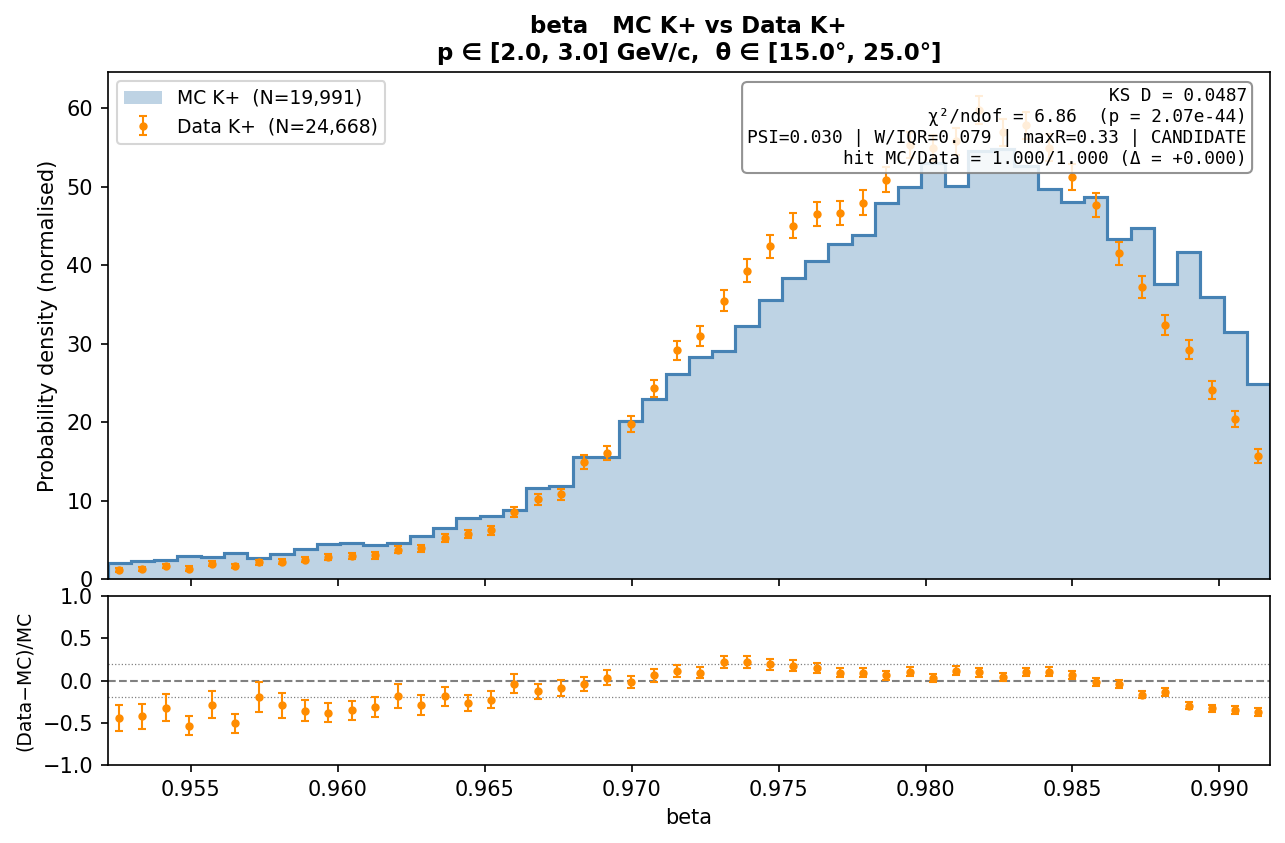 beta   MC K+ vs Data K+
p ∈ [2.0, 3.0] GeV/c,  θ ∈ [15.0°, 25.0°]
MC K+  (N=19,991)
Data K+  (N=24,668)
KS D = 0.0487
χ²/ndof = 6.86  (p = 2.07e-44)
PSI=0.030 | W/IQR=0.079 | maxR=0.33 | CANDIDATE
hit MC/Data = 1.000/1.000 (Δ = +0.000)
Probability density (normalised)
60
50
40
30
20
10
0
(Data−MC)/MC
1.0
0.5
0.0
−0.5
−1.0
0.955 0.960 0.965 0.970 0.975 0.980 0.985 0.990
beta